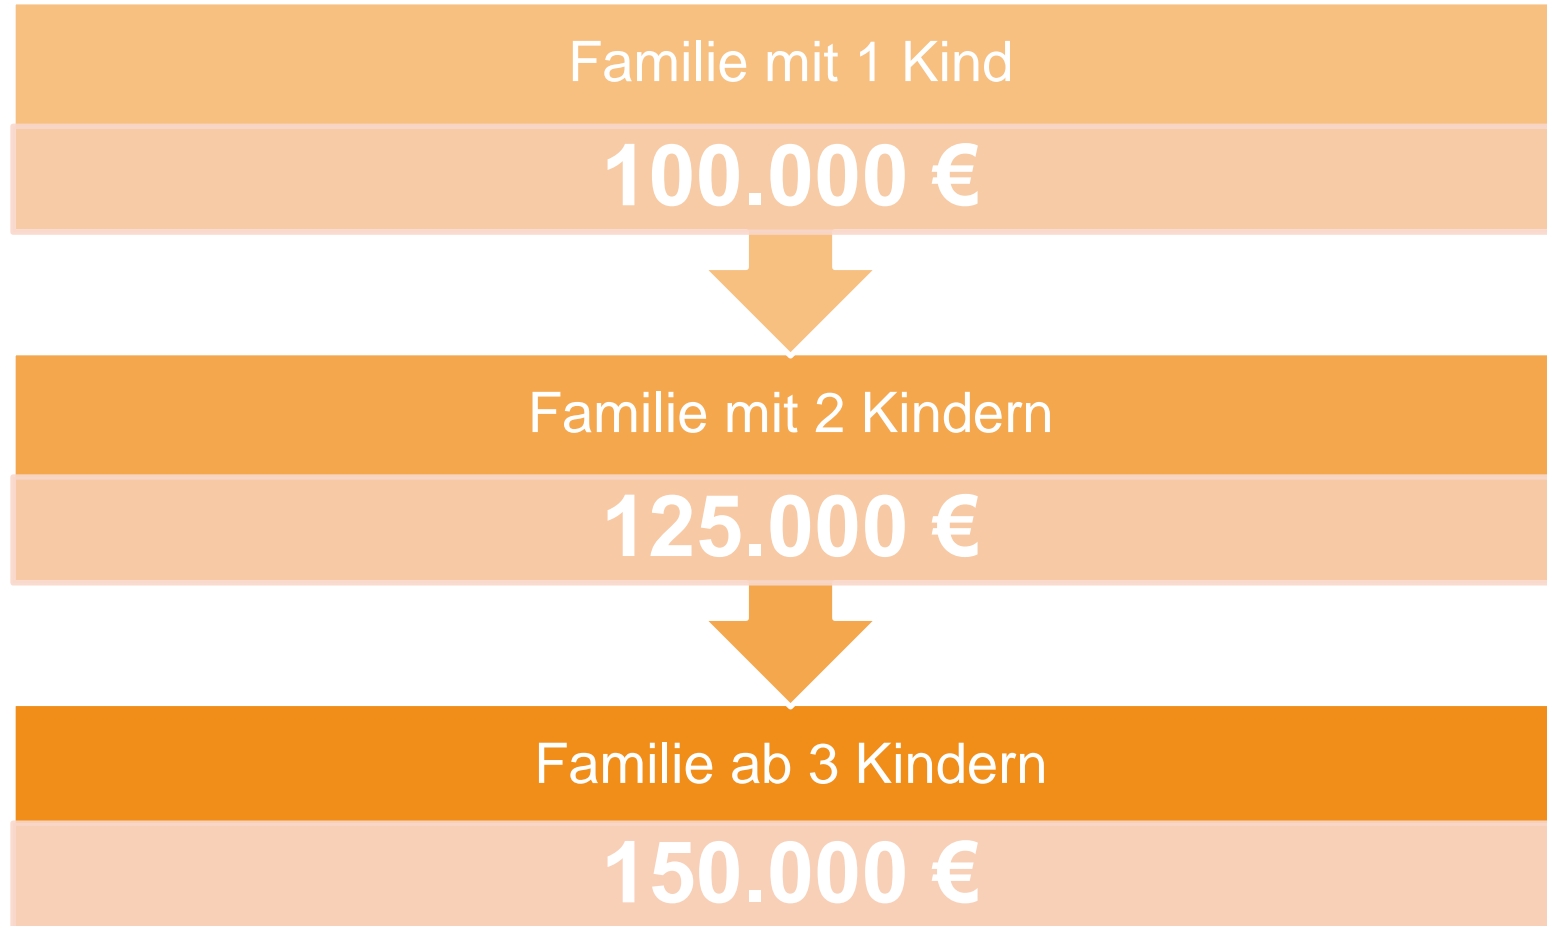 Familie mit 1 Kind
100.000 €
Familie mit 2 Kindern
125.000 €
Familie ab 3 Kindern
150.000 €